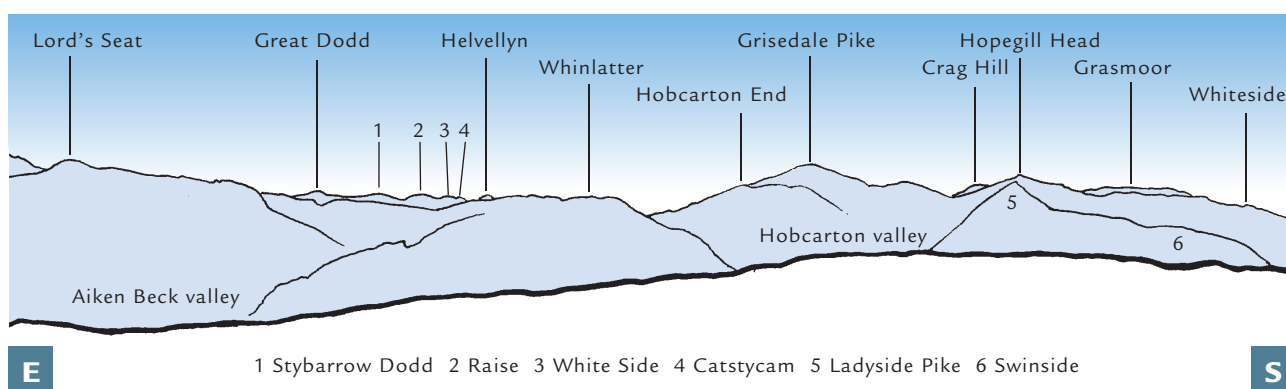 Lord's Seat
Great Dodd
Helvellyn
Grisedale Pike
Hopegill Head
Whinlatter
Crag Hill
Grasmoor
Hobcarton End
Whiteside
1
2
3
4
5
Hobcarton valley
6
Aiken Beck valley
E
1 Stybarrow Dodd 2 Raise 3 White Side 4 Catstycam 5 Ladyside Pike 6 Swinside
S